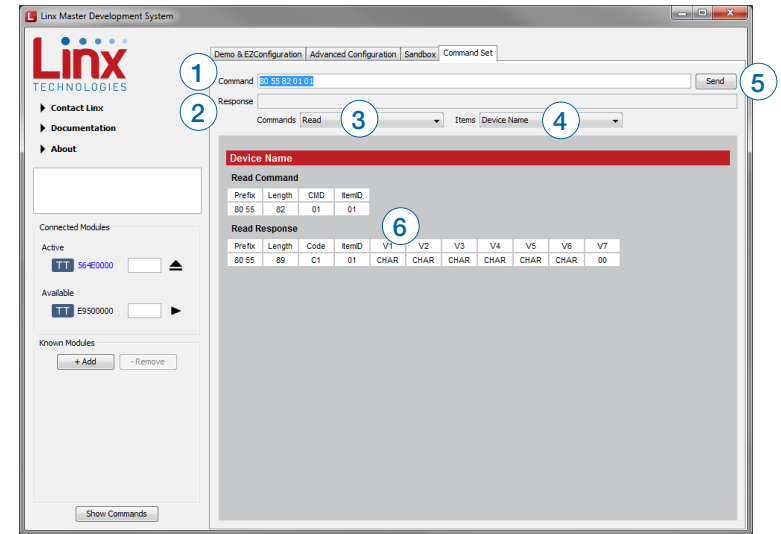 Linx Master Development System
Linx
TECHNOLOGIES
Contact Linx
Documentation
About
Connected Modules
Active
TT 564E0000
Available
TT E9500000
Known Modules
+ Add - Remove
Show Commands
Demo & EZConfiguration Advanced Configuration Sandbox Command Set
1 Command 80 55 82 01 01 Send 5
2 Response
Commands Read 3 Items Device Name 4
Device Name
Read Command
Prefix Length CMD ItemID
80 55 82 01 01
Read Response 6
Prefix Length Code ItemID V1 V2 V3 V4 V5 V6 V7
80 55 89 C1 01 CHAR CHAR CHAR CHAR CHAR CHAR 00